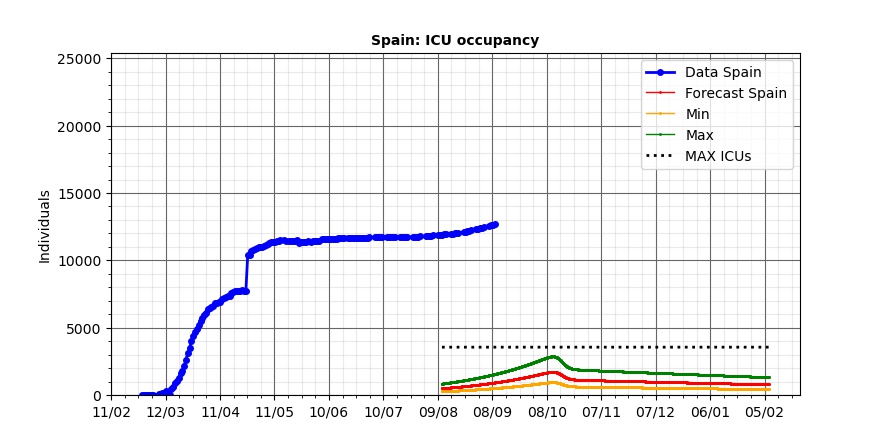 Spain: ICU occupancy
25000
20000
15000
10000
5000
0
Individuals
Data Spain
Forecast Spain
Min
Max
MAX ICUs
11/02 12/03 11/04 11/05 10/06 10/07 09/08 08/09 08/10 07/11 07/12 06/01 05/02